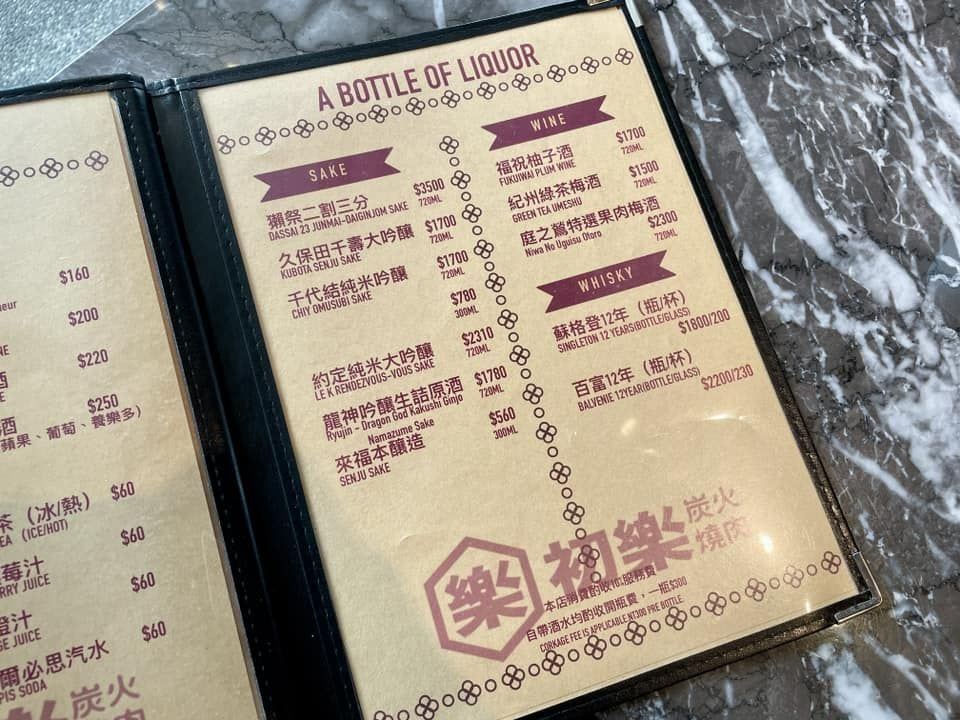 $160
$200
$220
酒
$250
蘋果、葡萄、養樂多）
茶（冰/熱） $60
(ICE/HOT)
莓汁 $60
RRY JUICE
橙汁 $60
GE JUICE
爾必思汽水 $60
PIS SODA
炭火
A BOTTLE OF LIQUOR
SAKE
獺祭二割三分 $3500
DASSAI 23 JUNMAI-DAIGINJOM SAKE 720ML
久保田千壽大吟釀 $1700
KUBOTA SENJU SAKE 720ML
千代結純米吟釀 $1700
CHIY OMUSUBI SAKE 720ML
$780
300ML
約定純米大吟釀 $2310
LE K RENDEZVOUS-VOUS SAKE 720ML
龍神吟釀生詰原酒 $1780
Ryujin - Dragon God Kakushi Ginjo 720ML
Namazume Sake
來福本釀造 $560
SENJU SAKE 300ML
WINE
福祝柚子酒 $1700
FUKUIWAI PLUM WINE 720ML
紀州綠茶梅酒 $1500
GREEN TEA UMESHU 720ML
庭之鶯特選果肉梅酒 $2300
Niwa No Uguisu Otoro 720ML
WHISKY
蘇格登12年（瓶/杯）
SINGLETON 12 YEARS(BOTTLE/GLASS) $1800/200
百富12年（瓶/杯）
BALVENIE 12YEAR(BOTTLE/GLASS) $2200/230
樂 初樂 炭火
燒肉
本店消費酌收10%服務費
自帶酒水均酌收開瓶費，一瓶$300
CORKAGE FEE IS APPLICABLE,NT300 PRE BOTTLE.